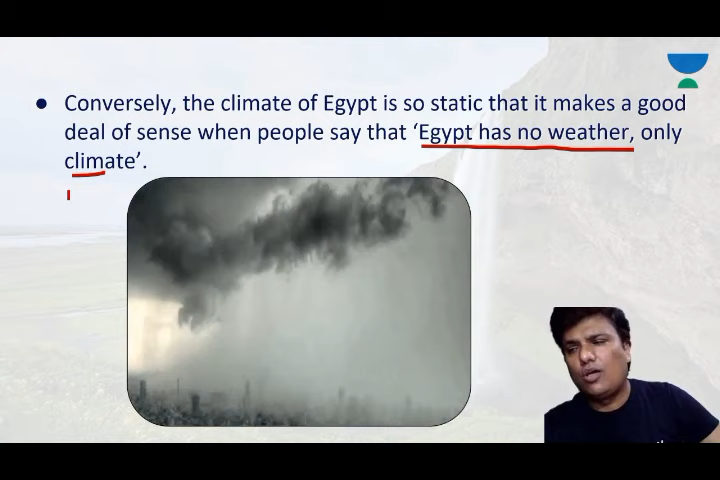 ● Conversely, the climate of Egypt is so static that it makes a good
deal of sense when people say that ‘Egypt has no weather, only
climate’.